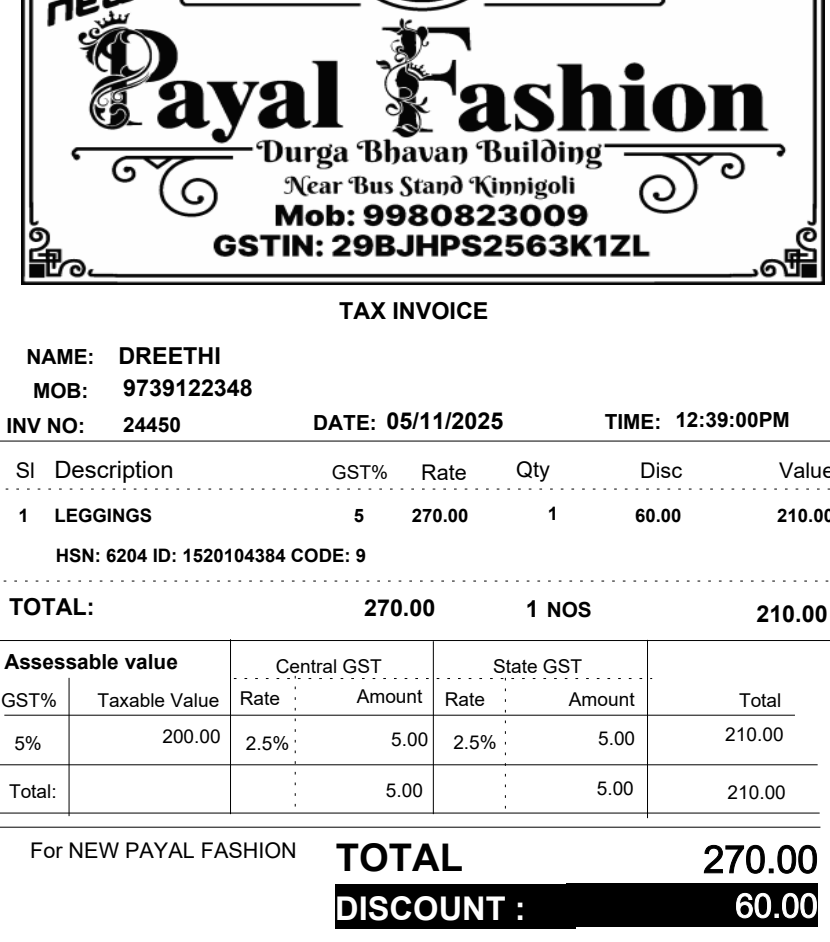 new
Payal Fashion
Durga Bhavan Building
Near Bus Stand Kinnigoli
Mob: 9980823009
GSTIN: 29BJHPS2563K1ZL
TAX INVOICE
NAME: DREETHI
MOB: 9739122348
INV NO: 24450 DATE: 05/11/2025 TIME: 12:39:00PM
Sl Description GST% Rate Qty Disc Value
1 LEGGINGS 5 270.00 1 60.00 210.00
HSN: 6204 ID: 1520104384 CODE: 9
TOTAL: 270.00 1 NOS 210.00
Assessable value Central GST State GST
GST% Taxable Value Rate Amount Rate Amount Total
5% 200.00 2.5% 5.00 2.5% 5.00 210.00
Total: 5.00 5.00 210.00
For NEW PAYAL FASHION TOTAL 270.00
DISCOUNT : 60.00